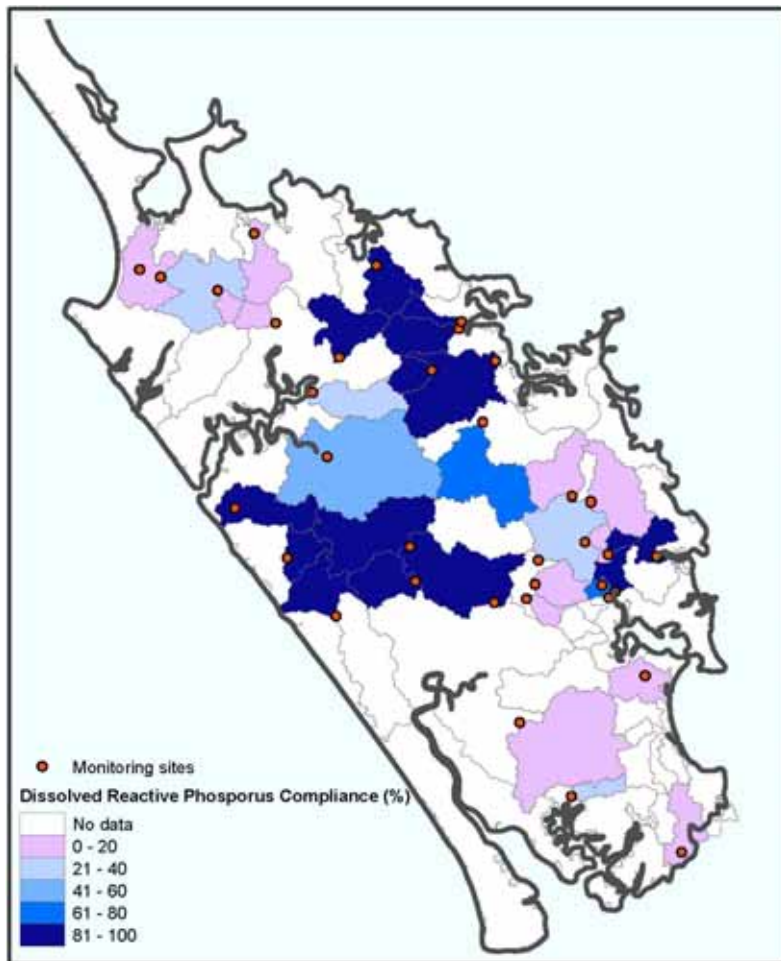 Monitoring sites
Dissolved Reactive Phosporus Compliance (%)
No data
0 - 20
21 - 40
41 - 60
61 - 80
81 - 100